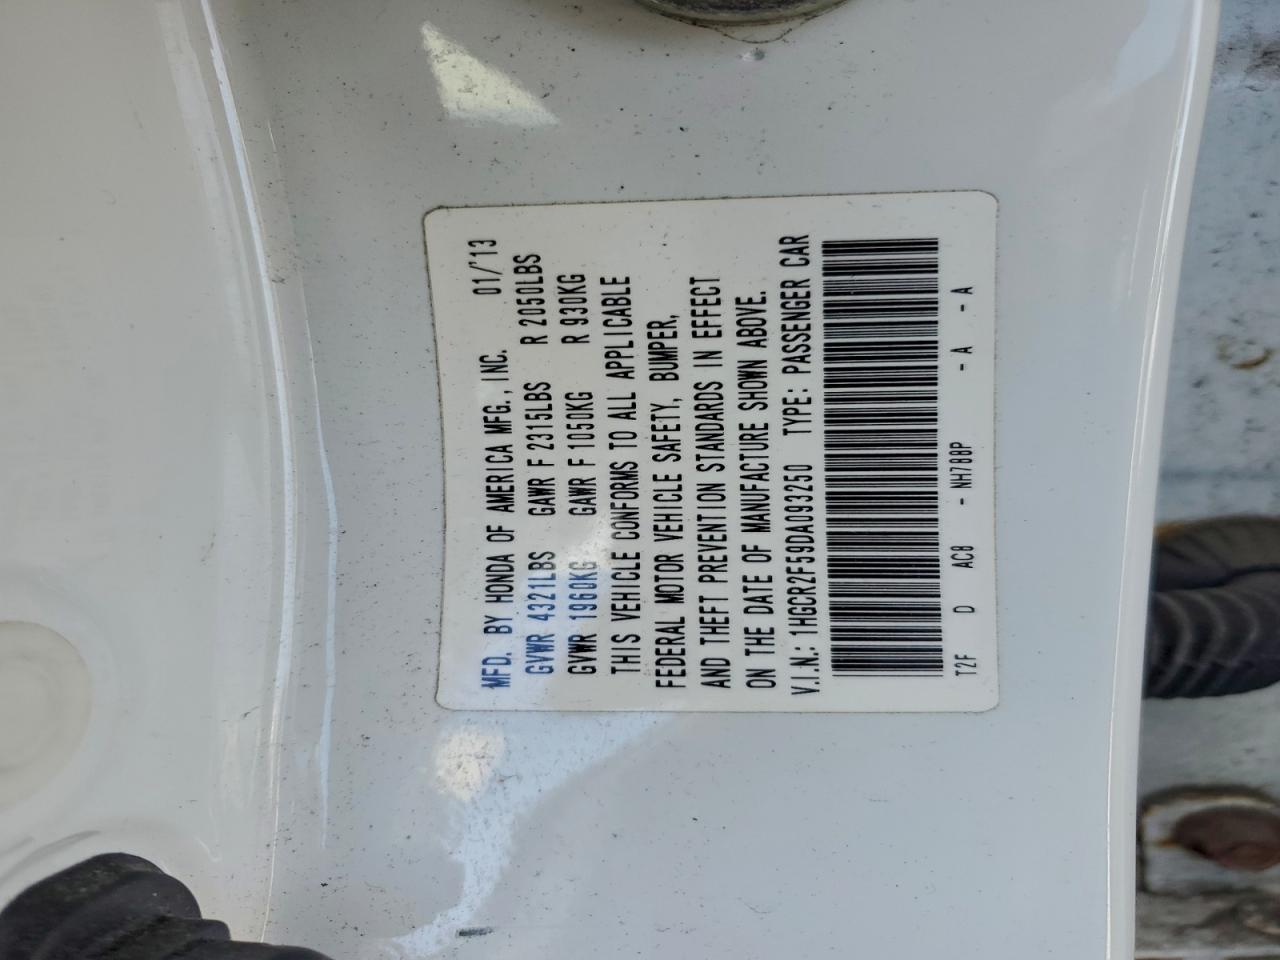 MFD. BY HONDA OF AMERICA MFG., INC. 01/'13
GVWR 4321LBS GAWR F 2315LBS R 2050LBS
GVWR 1960KG GAWR F 1050KG R 930KG
THIS VEHICLE CONFORMS TO ALL APPLICABLE
FEDERAL MOTOR VEHICLE SAFETY, BUMPER,
AND THEFT PREVENTION STANDARDS IN EFFECT
ON THE DATE OF MANUFACTURE SHOWN ABOVE.
V.I.N.: 1HGCR2F59DA093250 TYPE: PASSENGER CAR
T2F D AC8 - NH788P - A - A